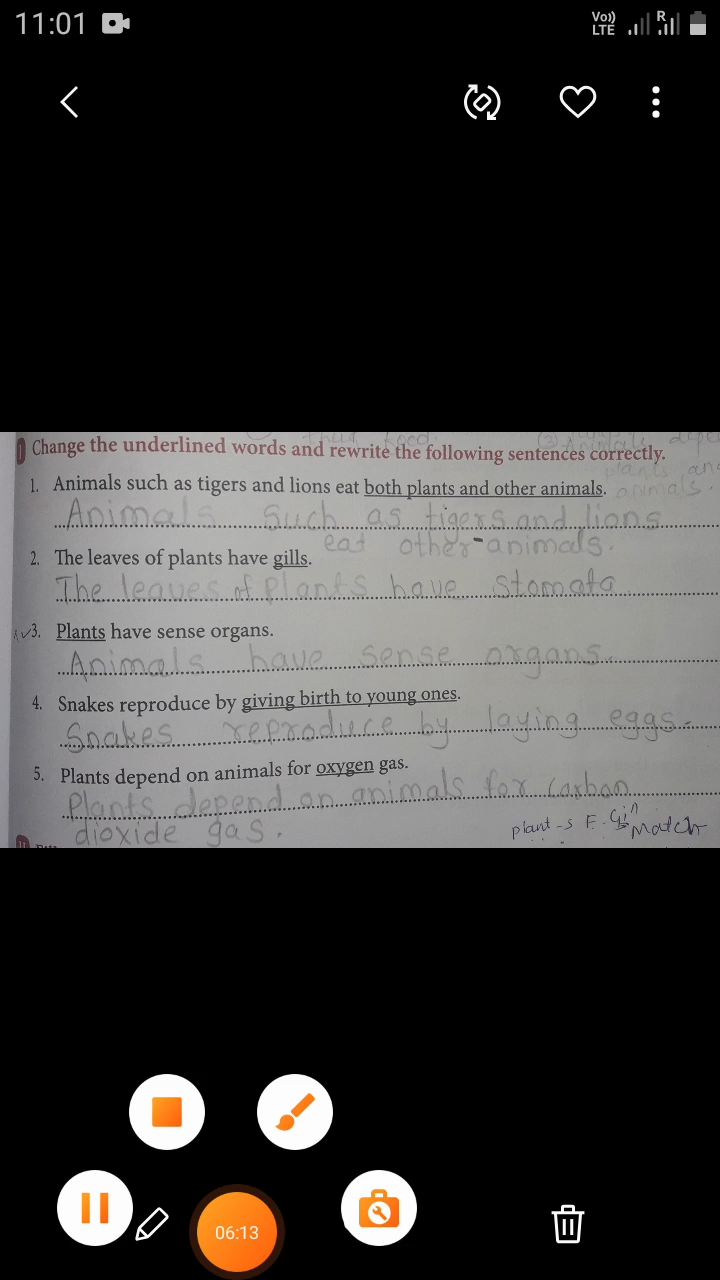 11:01
Vo)) LTE R
Change the underlined words and rewrite the following sentences correctly.
1. Animals such as tigers and lions eat both plants and other animals.
Animals Such as tigers and lions
eat other animals.
2. The leaves of plants have gills.
The leaves of plants have stomata
3. Plants have sense organs.
Animals have sense organs.
4. Snakes reproduce by giving birth to young ones.
Snakes reproduce by laying eggs.
5. Plants depend on animals for oxygen gas.
Plants depend on animals for carbon
dioxide gas.
plant-s Match
06:13